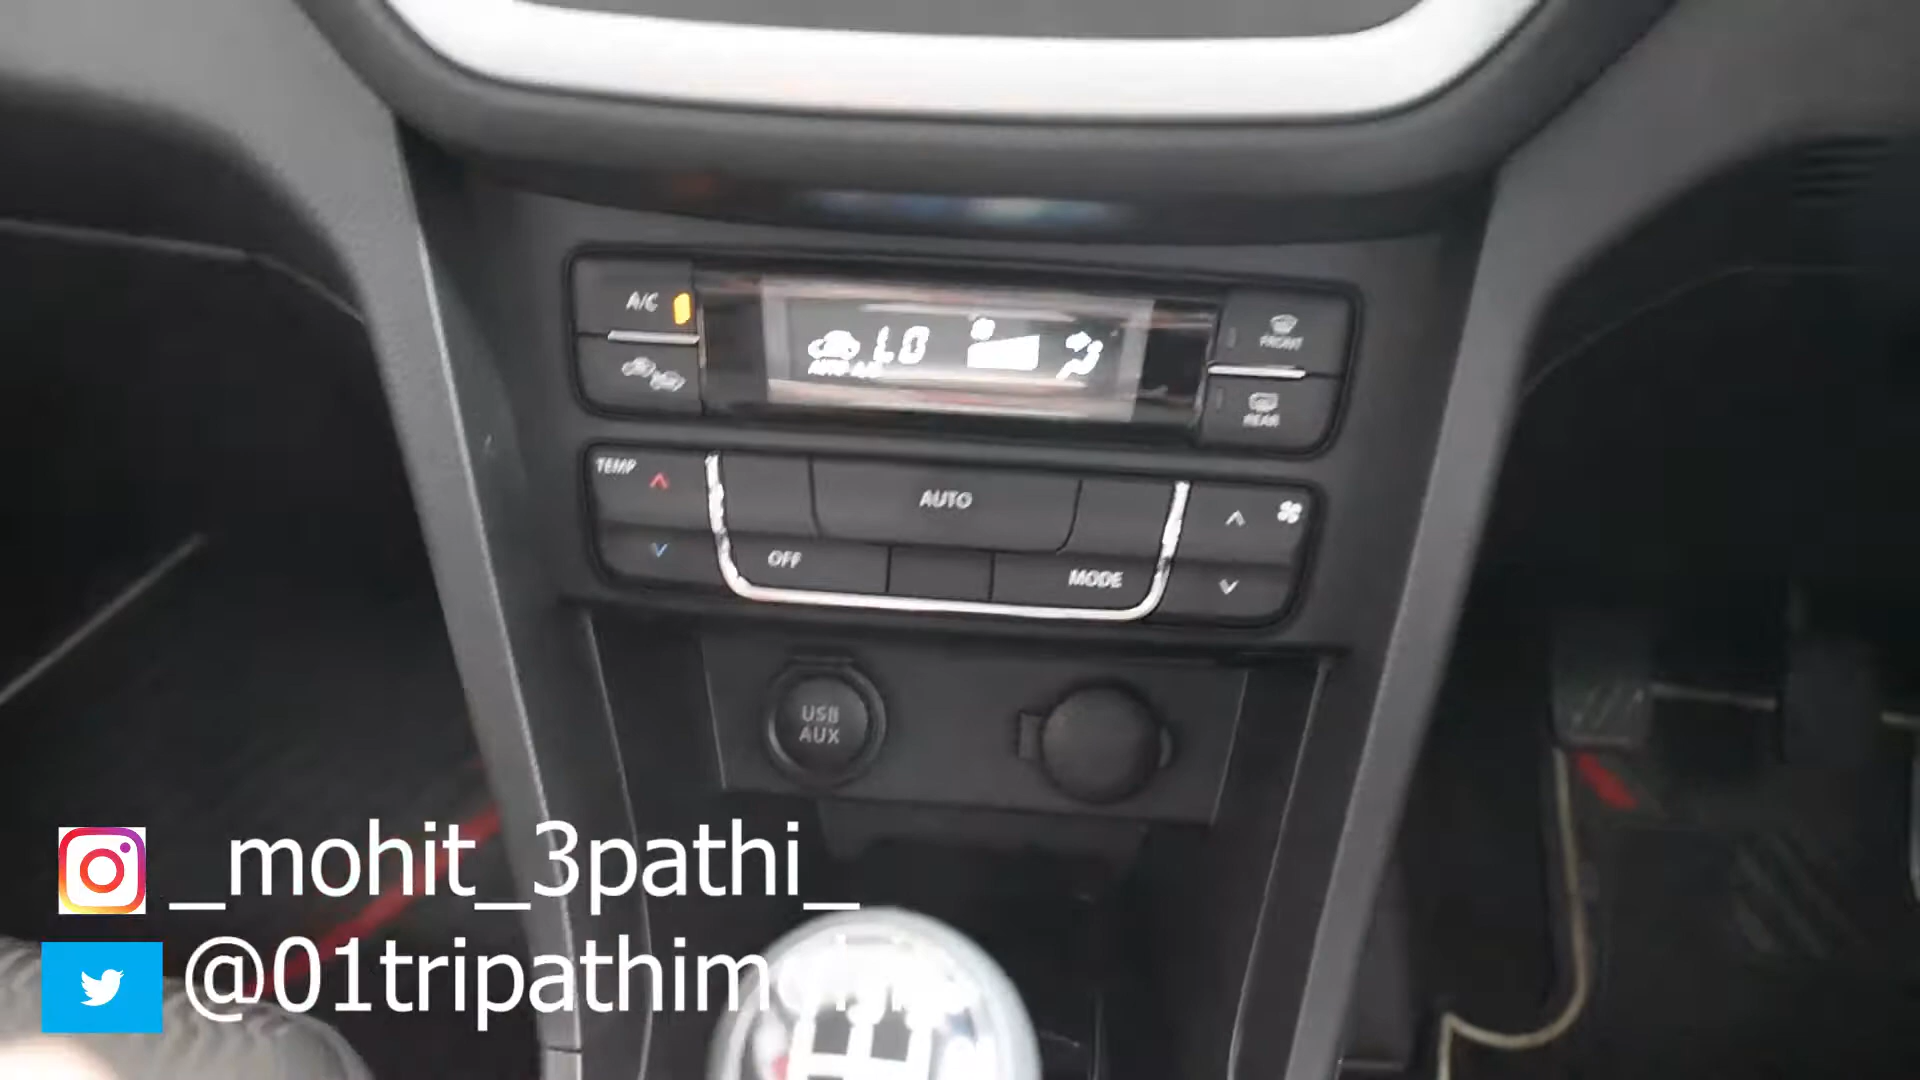 A/C
LO
FRONT
REAR
TEMP
AUTO
OFF
MODE
USB
AUX
_mohit_3pathi_